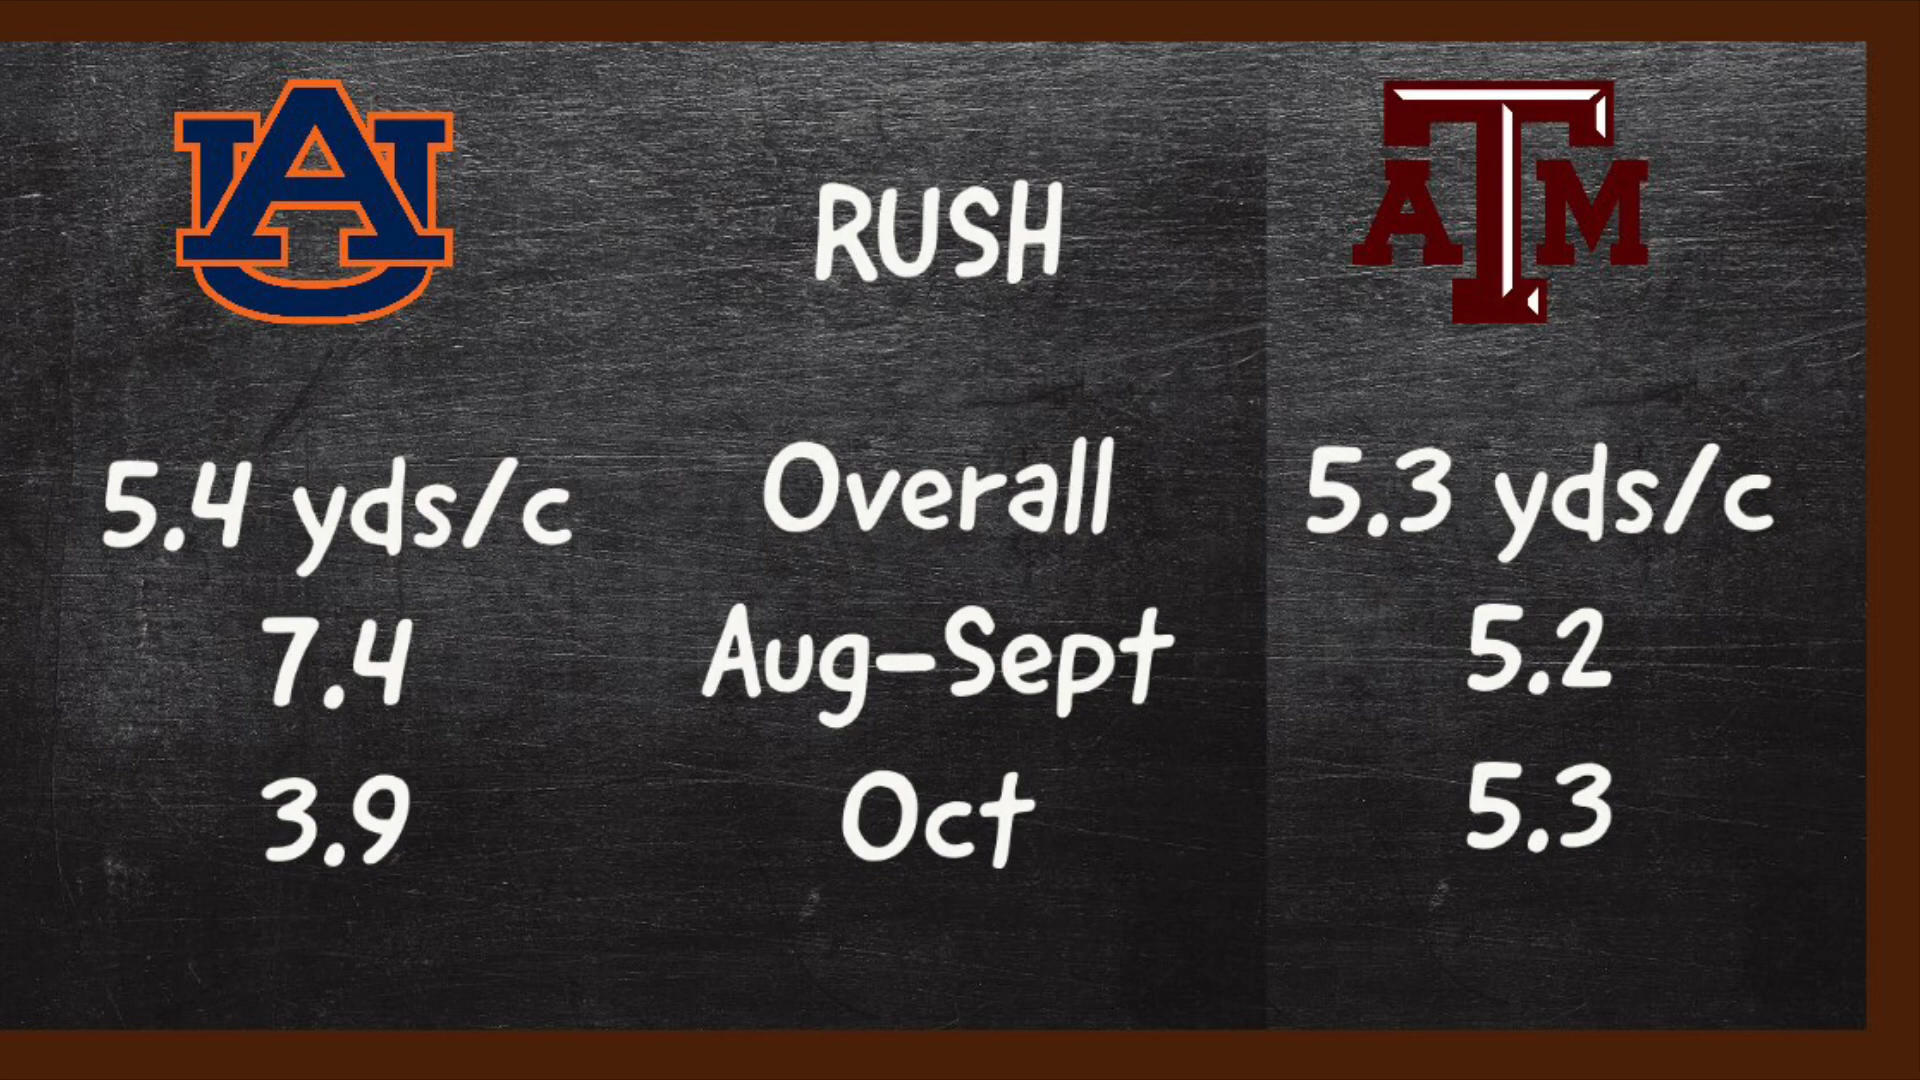 AU
RUSH
ATM
5.4 yds/c Overall 5.3 yds/c
7.4 Aug-Sept 5.2
3.9 Oct 5.3